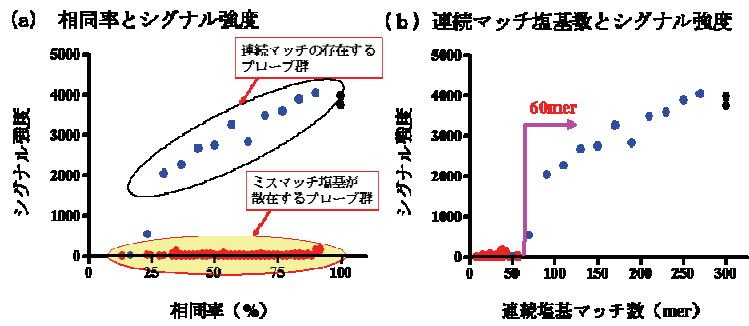 (a) 相同率とシグナル強度
連続マッチの存在する
プローブ群
シグナル強度
5000
4000
3000
2000
1000
0
ミスマッチ塩基が
散在するプローブ群
0
25
50
75
100
相同率（%）
(b) 連続マッチ塩基数とシグナル強度
60mer
シグナル強度
5000
4000
3000
2000
1000
0
0
50
100
150
200
250
300
連続塩基マッチ数（mer）